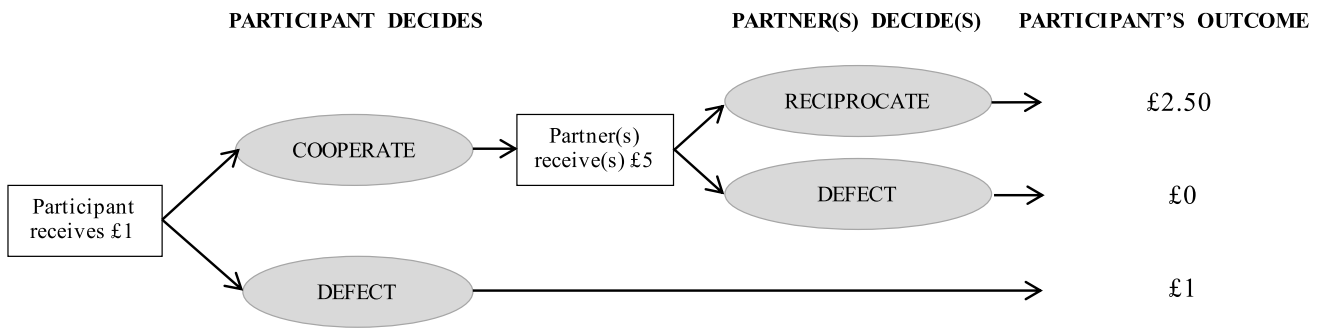 PARTICIPANT DECIDES
PARTNER(S) DECIDE(S)
PARTICIPANT’S OUTCOME
RECIPROCATE
£2.50
COOPERATE
Partner(s)
receive(s) £5
DEFECT
£0
Participant
receives £1
DEFECT
£1